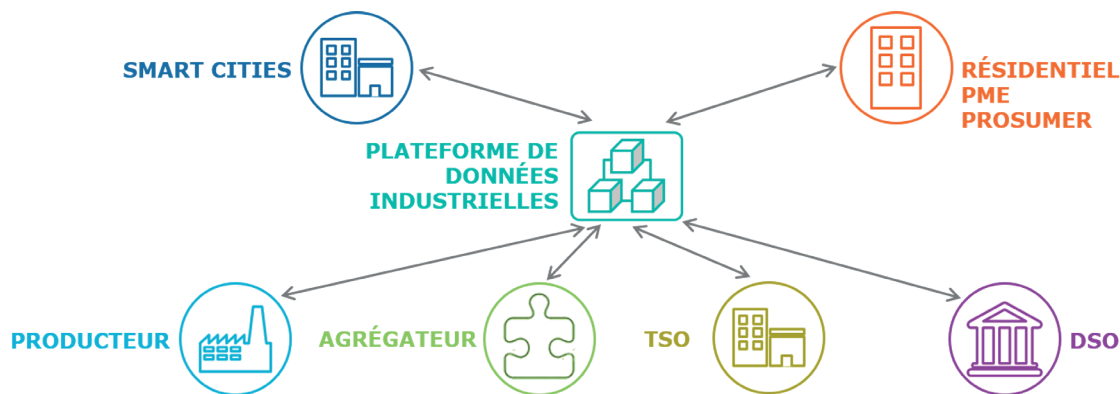 SMART CITIES
RÉSIDENTIEL
PME
PROSUMER
PLATEFORME DE
DONNÉES
INDUSTRIELLES
PRODUCTEUR
AGRÉGATEUR
TSO
DSO